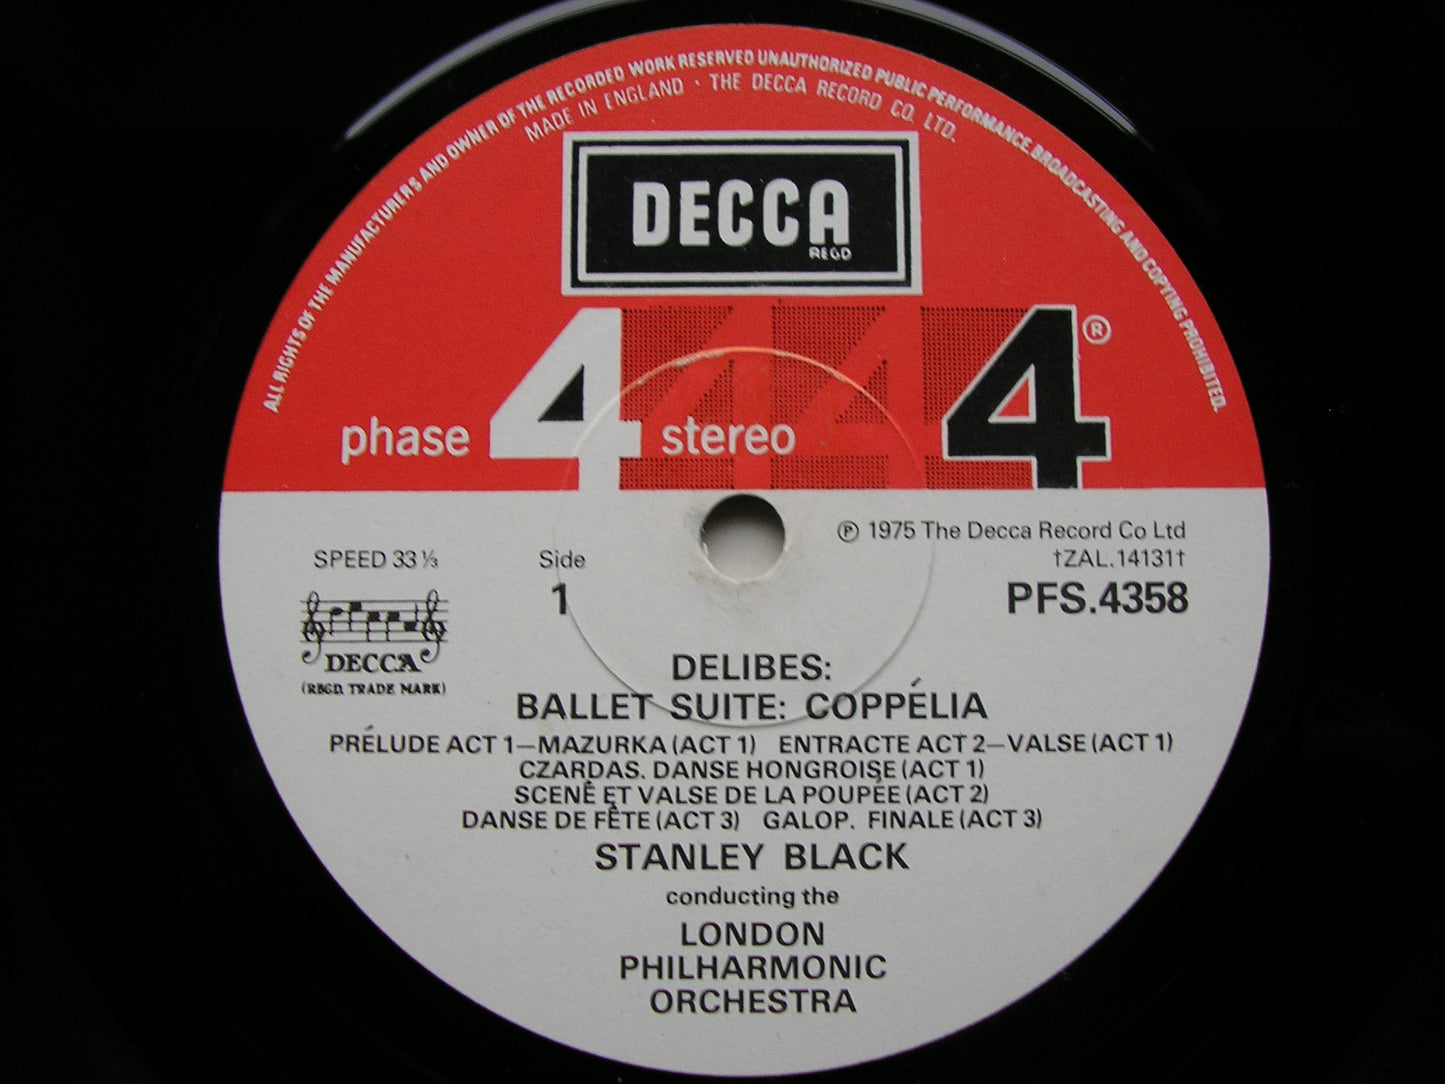 ALL RIGHTS OF THE MANUFACTURERS AND OWNER OF THE RECORDED WORK RESERVED UNAUTHORIZED PUBLIC PERFORMANCE, BROADCASTING AND COPYING PROHIBITED.
MADE IN ENGLAND · THE DECCA RECORD CO. LTD.
DECCA
REGD
phase 4 stereo 4 4 4 ®
℗ 1975 The Decca Record Co Ltd
SPEED 33⅓ Side †ZAL.14131†
1 PFS.4358
DECCA
(REGD. TRADE MARK)
DELIBES:
BALLET SUITE: COPPÉLIA
PRÉLUDE ACT 1—MAZURKA (ACT 1) ENTRACTE ACT 2—VALSE (ACT 1)
CZARDAS. DANSE HONGROISE (ACT 1)
SCENÈ ET VALSE DE LA POUPÉE (ACT 2)
DANSE DE FÊTE (ACT 3) GALOP. FINALE (ACT 3)
STANLEY BLACK
conducting the
LONDON
PHILHARMONIC
ORCHESTRA